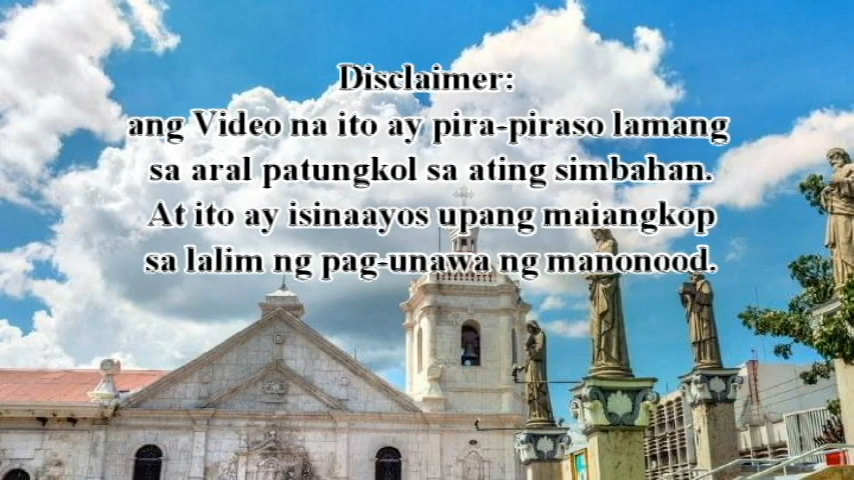 Disclaimer:
ang Video na ito ay pira-piraso lamang
sa aral patungkol sa ating simbahan.
At ito ay isinaayos upang maiangkop
sa lalim ng pag-unawa ng manonood.